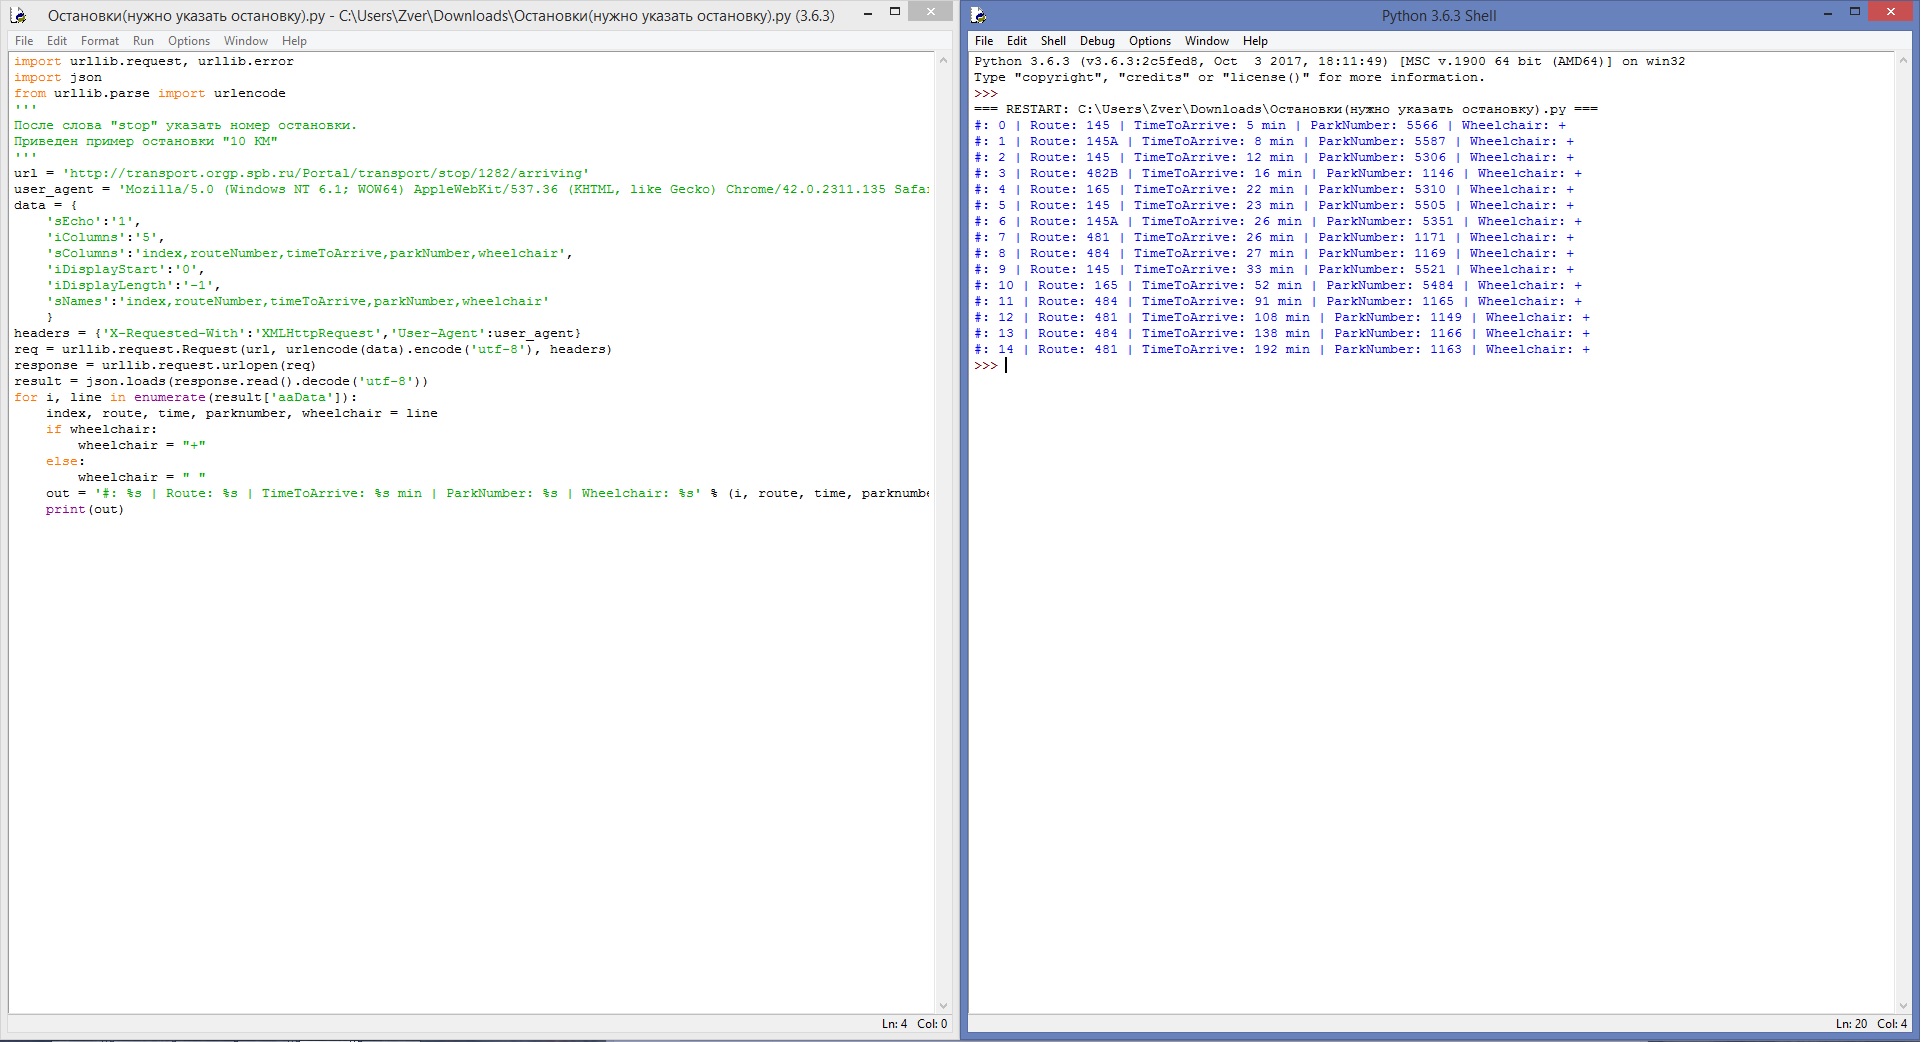 Остановки(нужно указать остановку).py - C:\Users\Zver\Downloads\Остановки(нужно указать остановку).py (3.6.3)
File Edit Format Run Options Window Help
import urllib.request, urllib.error
import json
from urllib.parse import urlencode
'''
После слова "stop" указать номер остановки.
Приведен пример остановки "10 КМ"
'''
url = 'http://transport.orgp.spb.ru/Portal/transport/stop/1282/arriving'
user_agent = 'Mozilla/5.0 (Windows NT 6.1; WOW64) AppleWebKit/537.36 (KHTML, like Gecko) Chrome/42.0.2311.135 Safa
data = {
    'sEcho':'1',
    'iColumns':'5',
    'sColumns':'index,routeNumber,timeToArrive,parkNumber,wheelchair',
    'iDisplayStart':'0',
    'iDisplayLength':'-1',
    'sNames':'index,routeNumber,timeToArrive,parkNumber,wheelchair'
    }
headers = {'X-Requested-With':'XMLHttpRequest','User-Agent':user_agent}
req = urllib.request.Request(url, urlencode(data).encode('utf-8'), headers)
response = urllib.request.urlopen(req)
result = json.loads(response.read().decode('utf-8'))
for i, line in enumerate(result['aaData']):
    index, route, time, parknumber, wheelchair = line
    if wheelchair:
        wheelchair = "+"
    else:
        wheelchair = " "
    out = '#: %s | Route: %s | TimeToArrive: %s min | ParkNumber: %s | Wheelchair: %s' % (i, route, time, parknumbe
    print(out)
Ln: 4 Col: 0
Python 3.6.3 Shell
File Edit Shell Debug Options Window Help
Python 3.6.3 (v3.6.3:2c5fed8, Oct  3 2017, 18:11:49) [MSC v.1900 64 bit (AMD64)] on win32
Type "copyright", "credits" or "license()" for more information.
>>>
=== RESTART: C:\Users\Zver\Downloads\Остановки(нужно указать остановку).py ===
#: 0 | Route: 145 | TimeToArrive: 5 min | ParkNumber: 5566 | Wheelchair: +
#: 1 | Route: 145А | TimeToArrive: 8 min | ParkNumber: 5587 | Wheelchair: +
#: 2 | Route: 145 | TimeToArrive: 12 min | ParkNumber: 5306 | Wheelchair: +
#: 3 | Route: 482В | TimeToArrive: 16 min | ParkNumber: 1146 | Wheelchair: +
#: 4 | Route: 165 | TimeToArrive: 22 min | ParkNumber: 5310 | Wheelchair: +
#: 5 | Route: 145 | TimeToArrive: 23 min | ParkNumber: 5505 | Wheelchair: +
#: 6 | Route: 145А | TimeToArrive: 26 min | ParkNumber: 5351 | Wheelchair: +
#: 7 | Route: 481 | TimeToArrive: 26 min | ParkNumber: 1171 | Wheelchair: +
#: 8 | Route: 484 | TimeToArrive: 27 min | ParkNumber: 1169 | Wheelchair: +
#: 9 | Route: 145 | TimeToArrive: 33 min | ParkNumber: 5521 | Wheelchair: +
#: 10 | Route: 165 | TimeToArrive: 52 min | ParkNumber: 5484 | Wheelchair: +
#: 11 | Route: 484 | TimeToArrive: 91 min | ParkNumber: 1165 | Wheelchair: +
#: 12 | Route: 481 | TimeToArrive: 108 min | ParkNumber: 1149 | Wheelchair: +
#: 13 | Route: 484 | TimeToArrive: 138 min | ParkNumber: 1166 | Wheelchair: +
#: 14 | Route: 481 | TimeToArrive: 192 min | ParkNumber: 1163 | Wheelchair: +
>>>
Ln: 20 Col: 4